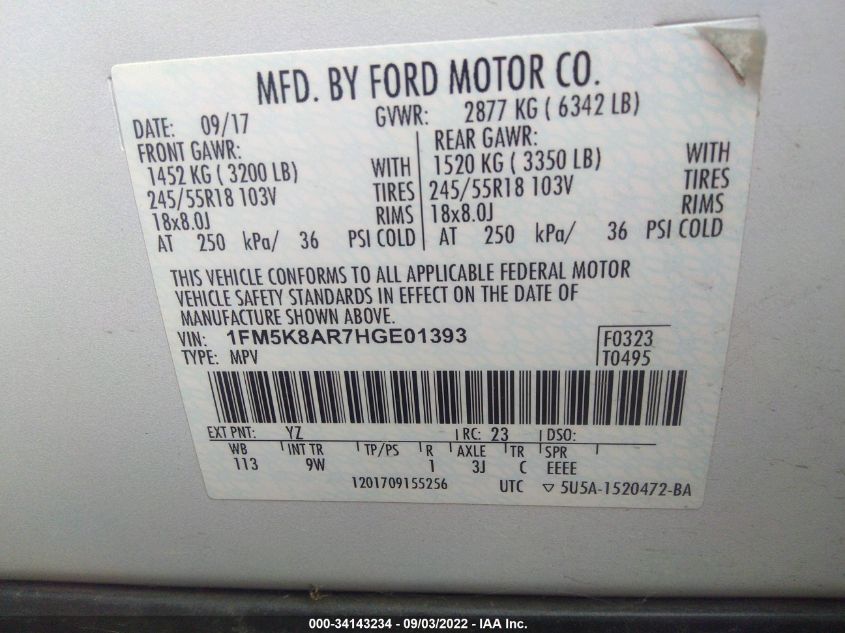 MFD. BY FORD MOTOR CO.
DATE: 09/17 GVWR: 2877 KG ( 6342 LB)
FRONT GAWR: REAR GAWR:
1452 KG ( 3200 LB) WITH 1520 KG ( 3350 LB) WITH
245/55R18 103V TIRES 245/55R18 103V TIRES
18x8.0J RIMS 18x8.0J RIMS
AT 250 kPa/ 36 PSI COLD AT 250 kPa/ 36 PSI COLD
THIS VEHICLE CONFORMS TO ALL APPLICABLE FEDERAL MOTOR
VEHICLE SAFETY STANDARDS IN EFFECT ON THE DATE OF
MANUFACTURE SHOWN ABOVE.
VIN: 1FM5K8AR7HGE01393 F0323
TYPE: MPV T0495
EXT PNT: YZ RC: 23 DSO:
WB INT TR TP/PS R AXLE TR SPR
113 9W 1 3J C EEEE
1201709155256 UTC ▽ 5U5A-1520472-BA
000-34143234 - 09/03/2022 - IAA Inc.